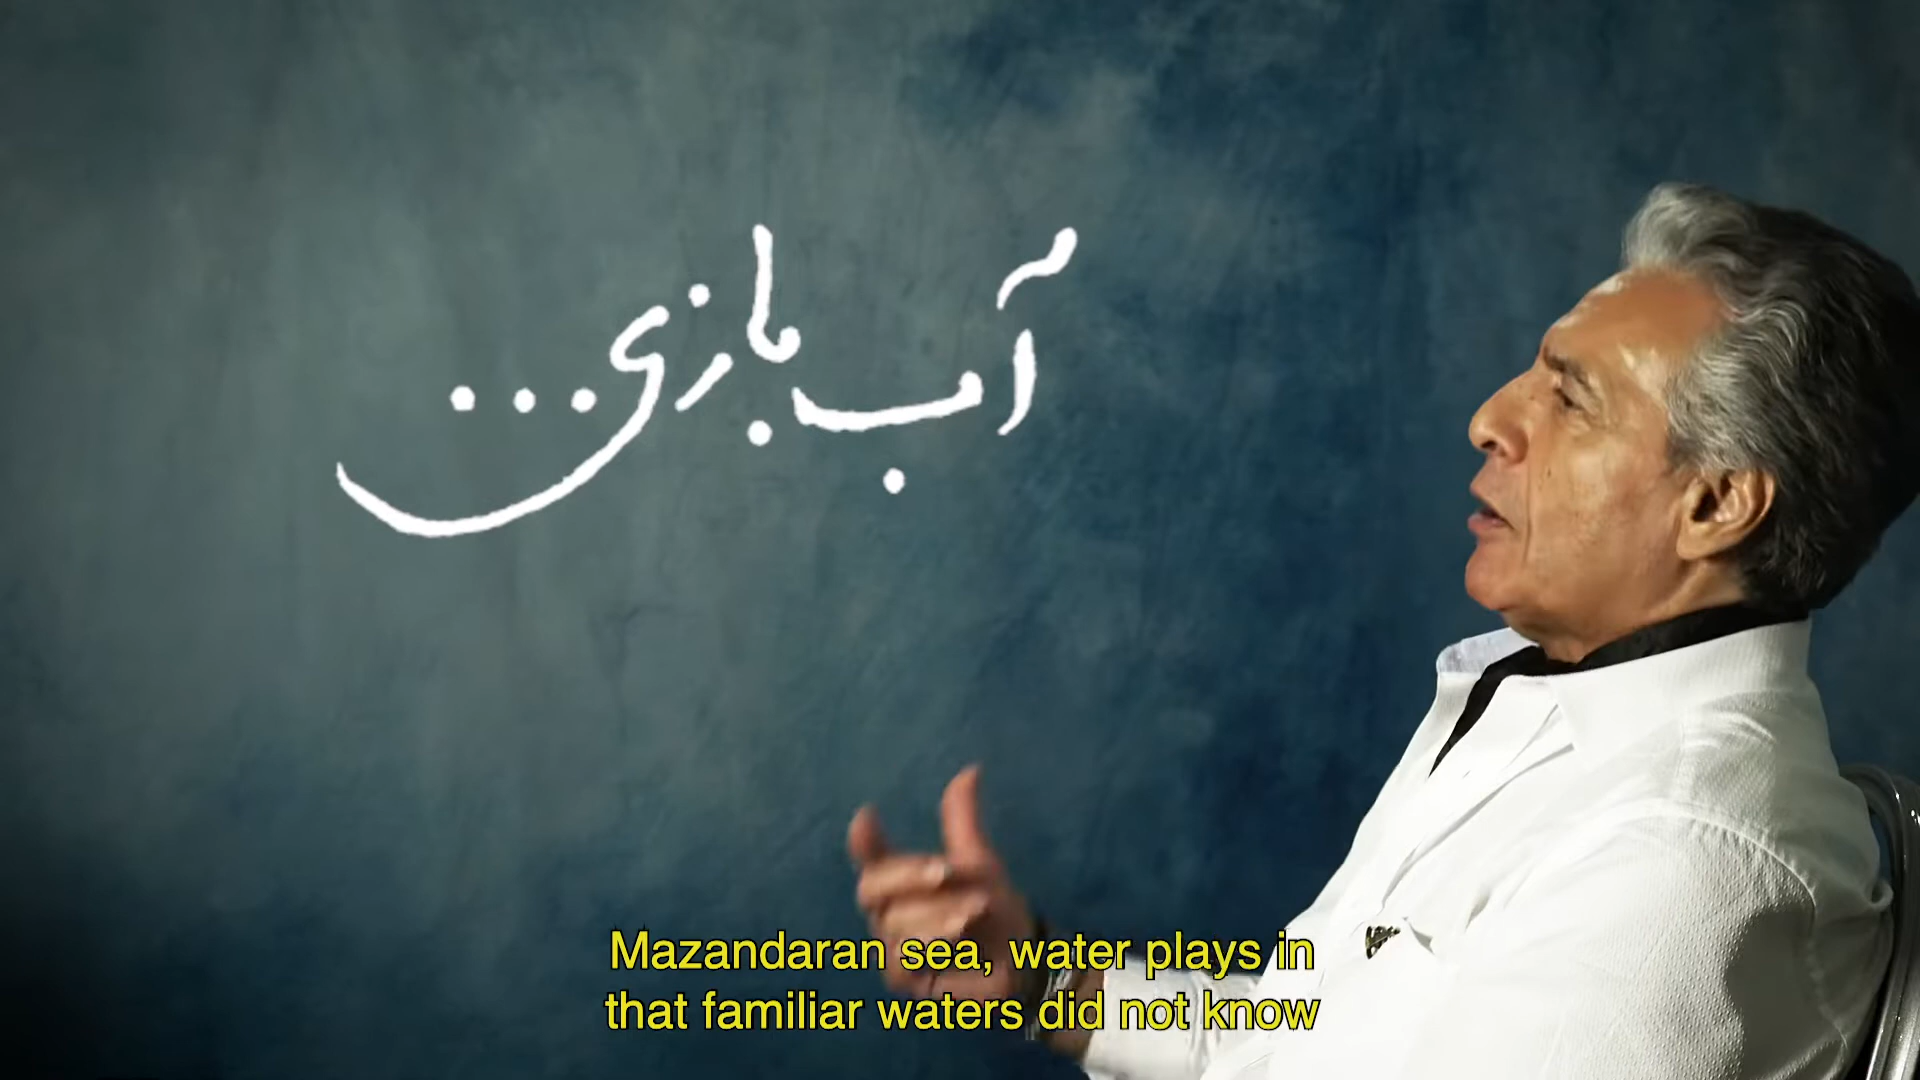 آب بازی...
Mazandaran sea, water plays in
that familiar waters did not know